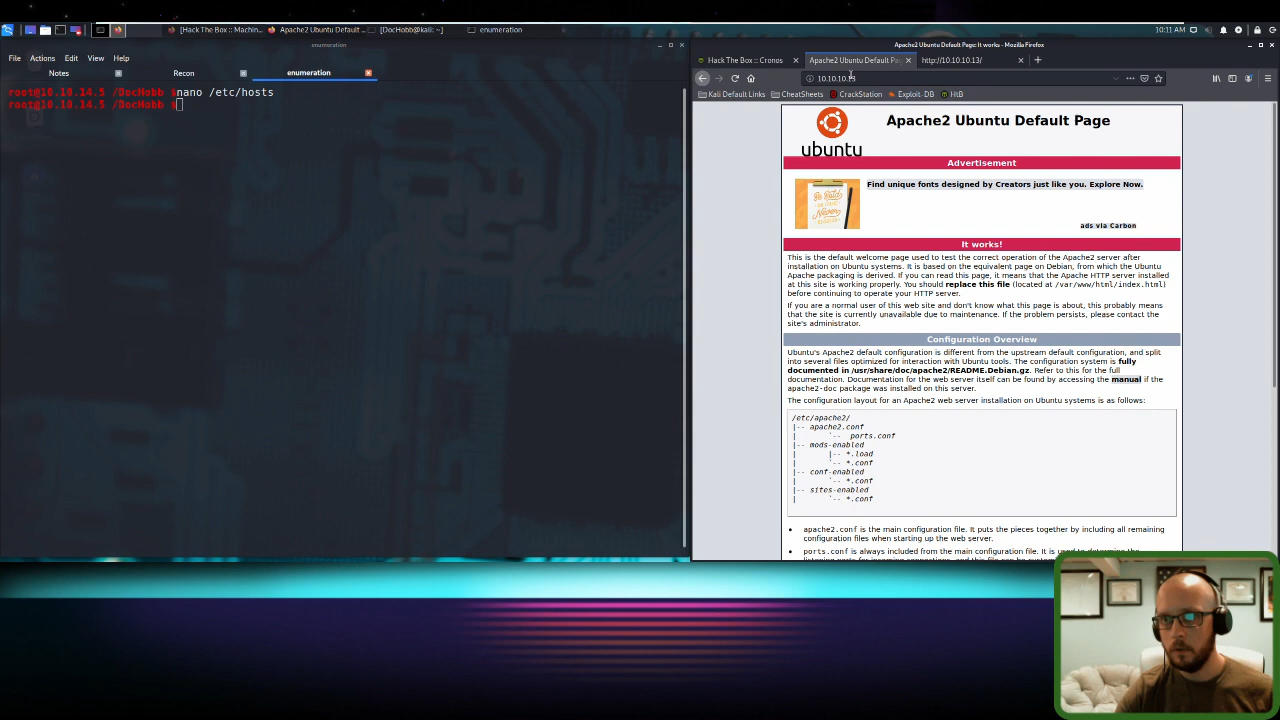 [Hack The Box :: Machin...
Apache2 Ubuntu Default ...
[DocHobb@kali: ~]
enumeration
10:11 AM
enumeration
Apache2 Ubuntu Default Page: It works - Mozilla Firefox
File Actions Edit View Help
Hack The Box :: Cronos
Apache2 Ubuntu Default Pa
http://10.10.10.13/
Notes
Recon
enumeration
10.10.10.13
root@10.10.14.5 /DocHobb $nano /etc/hosts
root@10.10.14.5 /DocHobb $
Kali Default Links CheatSheets CrackStation Exploit-DB HtB
ubuntu
Apache2 Ubuntu Default Page
Advertisement
Find unique fonts designed by Creators just like you. Explore Now.
ads via Carbon
It works!
This is the default welcome page used to test the correct operation of the Apache2 server after
installation on Ubuntu systems. It is based on the equivalent page on Debian, from which the Ubuntu
Apache packaging is derived. If you can read this page, it means that the Apache HTTP server installed
at this site is working properly. You should replace this file (located at /var/www/html/index.html)
before continuing to operate your HTTP server.
If you are a normal user of this web site and don't know what this page is about, this probably means
that the site is currently unavailable due to maintenance. If the problem persists, please contact the
site's administrator.
Configuration Overview
Ubuntu's Apache2 default configuration is different from the upstream default configuration, and split
into several files optimized for interaction with Ubuntu tools. The configuration system is fully
documented in /usr/share/doc/apache2/README.Debian.gz. Refer to this for the full
documentation. Documentation for the web server itself can be found by accessing the manual if the
apache2-doc package was installed on this server.
The configuration layout for an Apache2 web server installation on Ubuntu systems is as follows:
/etc/apache2/
|-- apache2.conf
|       `--  ports.conf
|-- mods-enabled
|       |-- *.load
|       `-- *.conf
|-- conf-enabled
|       `-- *.conf
|-- sites-enabled
|       `-- *.conf
• apache2.conf is the main configuration file. It puts the pieces together by including all remaining
configuration files when starting up the web server.
• ports.conf is always included from the main configuration file. It is used to determine the